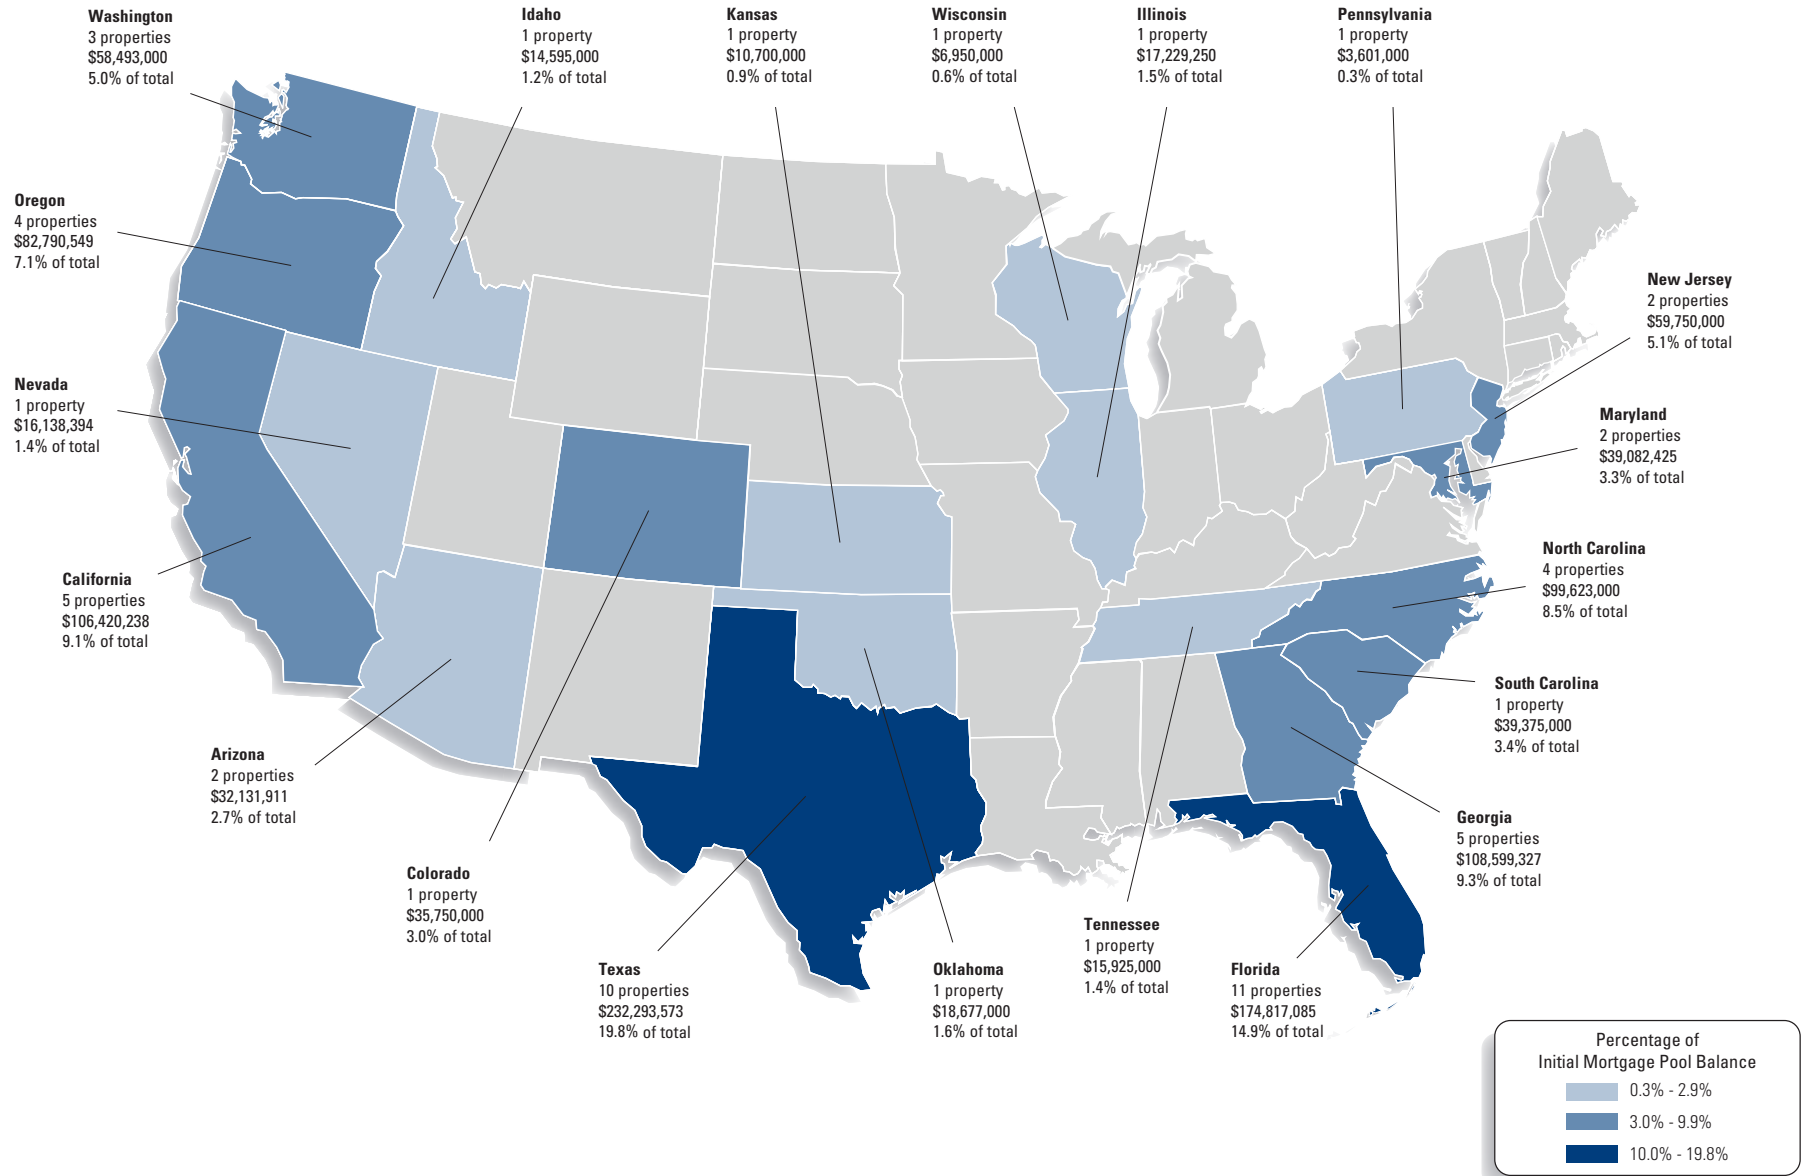 Washington
3 properties
$58,493,000
5.0% of total
Idaho
1 property
$14,595,000
1.2% of total
Kansas
1 property
$10,700,000
0.9% of total
Wisconsin
1 property
$6,950,000
0.6% of total
Illinois
1 property
$17,229,250
1.5% of total
Pennsylvania
1 property
$3,601,000
0.3% of total
Oregon
4 properties
$82,790,549
7.1% of total
New Jersey
2 properties
$59,750,000
5.1% of total
Nevada
1 property
$16,138,394
1.4% of total
Maryland
2 properties
$39,082,425
3.3% of total
California
5 properties
$106,420,238
9.1% of total
North Carolina
4 properties
$99,623,000
8.5% of total
South Carolina
1 property
$39,375,000
3.4% of total
Arizona
2 properties
$32,131,911
2.7% of total
Georgia
5 properties
$108,599,327
9.3% of total
Colorado
1 property
$35,750,000
3.0% of total
Tennessee
1 property
$15,925,000
1.4% of total
Texas
10 properties
$232,293,573
19.8% of total
Oklahoma
1 property
$18,677,000
1.6% of total
Florida
11 properties
$174,817,085
14.9% of total
Percentage of
Initial Mortgage Pool Balance
0.3% - 2.9%
3.0% - 9.9%
10.0% - 19.8%